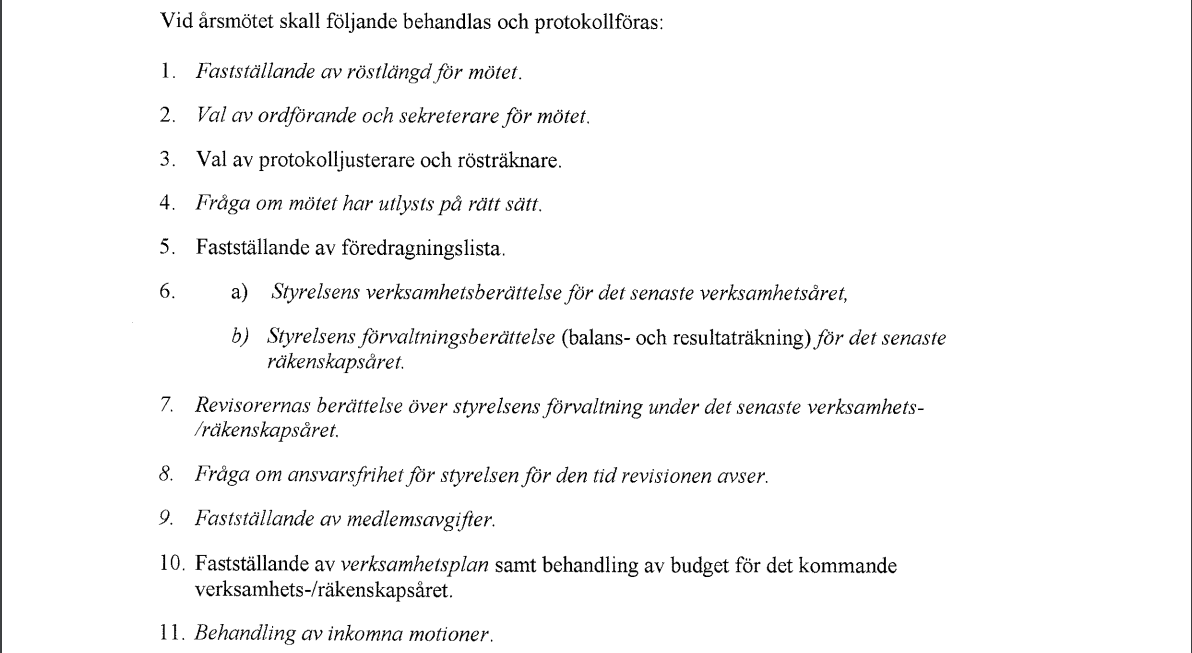 Vid årsmötet skall följande behandlas och protokollföras:
1. Fastställande av röstlängd för mötet.
2. Val av ordförande och sekreterare för mötet.
3. Val av protokolljusterare och rösträknare.
4. Fråga om mötet har utlysts på rätt sätt.
5. Fastställande av föredragningslista.
6. a) Styrelsens verksamhetsberättelse för det senaste verksamhetsåret,
b) Styrelsens förvaltningsberättelse (balans- och resultaträkning) för det senaste
räkenskapsåret.
7. Revisorernas berättelse över styrelsens förvaltning under det senaste verksamhets-
/räkenskapsåret.
8. Fråga om ansvarsfrihet för styrelsen för den tid revisionen avser.
9. Fastställande av medlemsavgifter.
10. Fastställande av verksamhetsplan samt behandling av budget för det kommande
verksamhets-/räkenskapsåret.
11. Behandling av inkomna motioner.